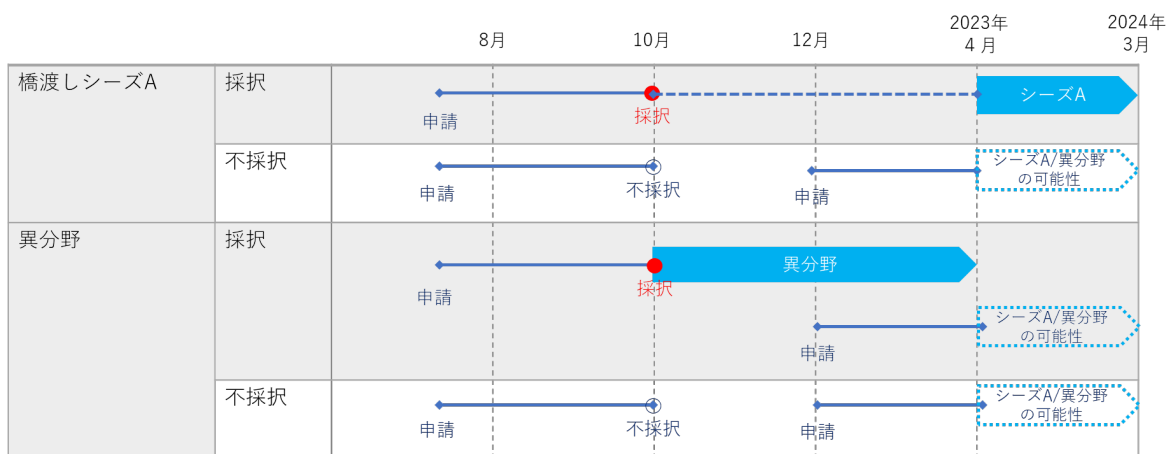 2023年
2024年
8月
10月
12月
4月
3月
橋渡しシーズA
採択
申請
採択
シーズA
不採択
申請
不採択
申請
シーズA/異分野
の可能性
異分野
採択
申請
採択
異分野
申請
シーズA/異分野
の可能性
不採択
申請
不採択
申請
シーズA/異分野
の可能性